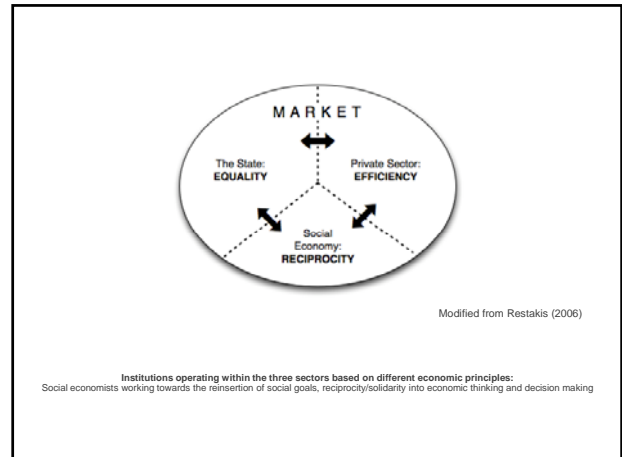 MARKET
The State:
EQUALITY
Private Sector:
EFFICIENCY
Social
Economy:
RECIPROCITY
Modified from Restakis (2006)
Institutions operating within the three sectors based on different economic principles:
Social economists working towards the reinsertion of social goals, reciprocity/solidarity into economic thinking and decision making